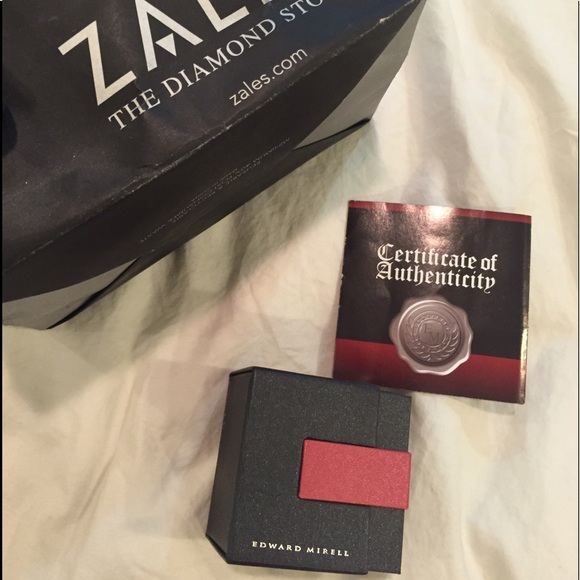 ZALE
THE DIAMOND STO
zales.com
Certificate of
Authenticity
EDWARD MIRELL